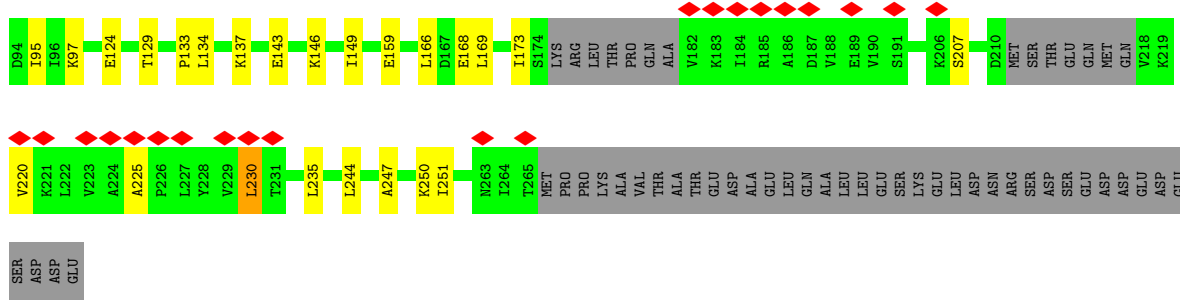 D94 I95 I96 K97 E124 T129 P133 L134 K137 E143 K146 I149 E159 L166 D167 E168 L169 I173 S174 LYS ARG LEU THR PRO GLN ALA V182 K183 I184 R185 A186 D187 V188 E189 V190 S191 K206 S207 D210 MET SER THR GLU GLN MET GLN V218 K219
V220 K221 L222 V223 A224 A225 P226 L227 Y228 V229 L230 T231 L235 L244 A247 K250 I251 N263 I264 T265 MET PRO PRO LYS ALA VAL THR ALA THR GLU ASP ALA GLU LEU GLN ALA LEU LEU GLU SER LYS GLU LEU ASP ASN ARG SER ASP SER GLU ASP ASP GLU ASP GLU
SER ASP ASP GLU